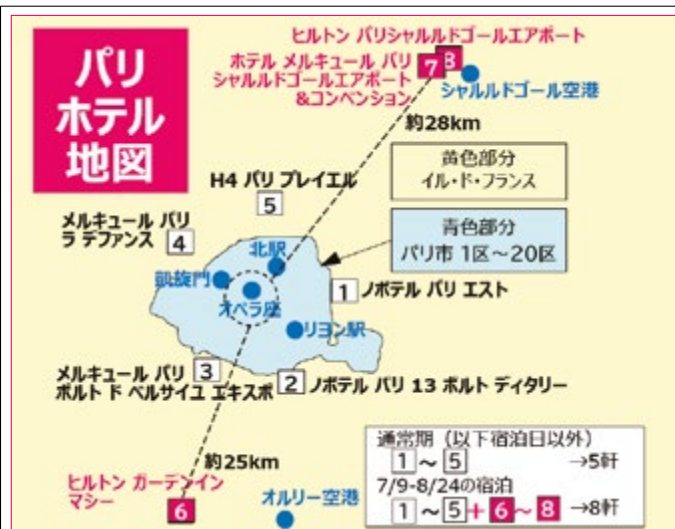 パリ
ホテル
地図
ヒルトン パリシャルルドゴールエアポート
ホテル メルキュール パリ
シャルルドゴールエアポート
&コンベンション
7
8
シャルルドゴール空港
約28km
黄色部分
イル・ド・フランス
H4 パリ プレイエル
5
メルキュール パリ
ラ デファンス
4
青色部分
パリ市 1区～20区
北駅
凱旋門
オペラ座
1 ノボテル パリ エスト
リヨン駅
メルキュール パリ
ポルト ド ベルサイユ エキスポ
3
2 ノボテル パリ 13 ポルト ディタリー
約25km
ヒルトン ガーデンイン
マシー
6
オルリー空港
通常期（以下宿泊日以外）
1～5 →5軒
7/9-8/24の宿泊
1～5+6～8 →8軒